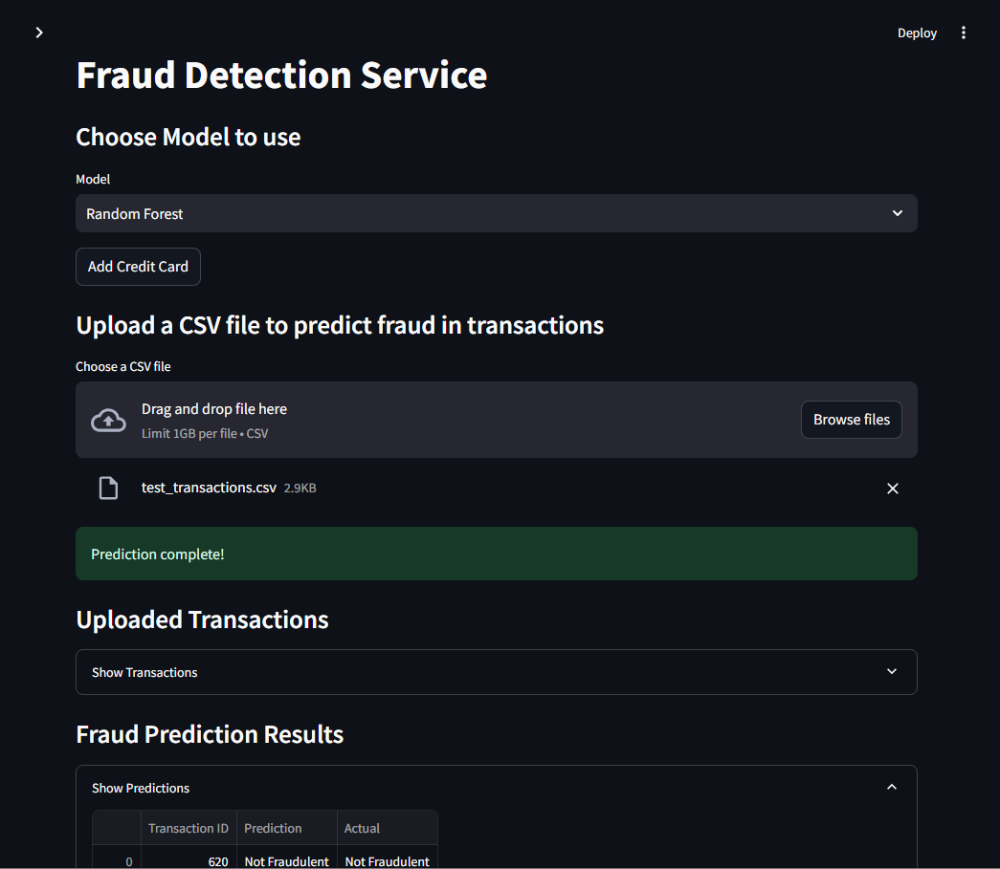 Deploy
Fraud Detection Service
Choose Model to use
Model
Random Forest
Add Credit Card
Upload a CSV file to predict fraud in transactions
Choose a CSV file
Drag and drop file here
Limit 1GB per file • CSV
Browse files
test_transactions.csv 2.9KB
Prediction complete!
Uploaded Transactions
Show Transactions
Fraud Prediction Results
Show Predictions
Transaction ID Prediction Actual
0 620 Not Fraudulent Not Fraudulent